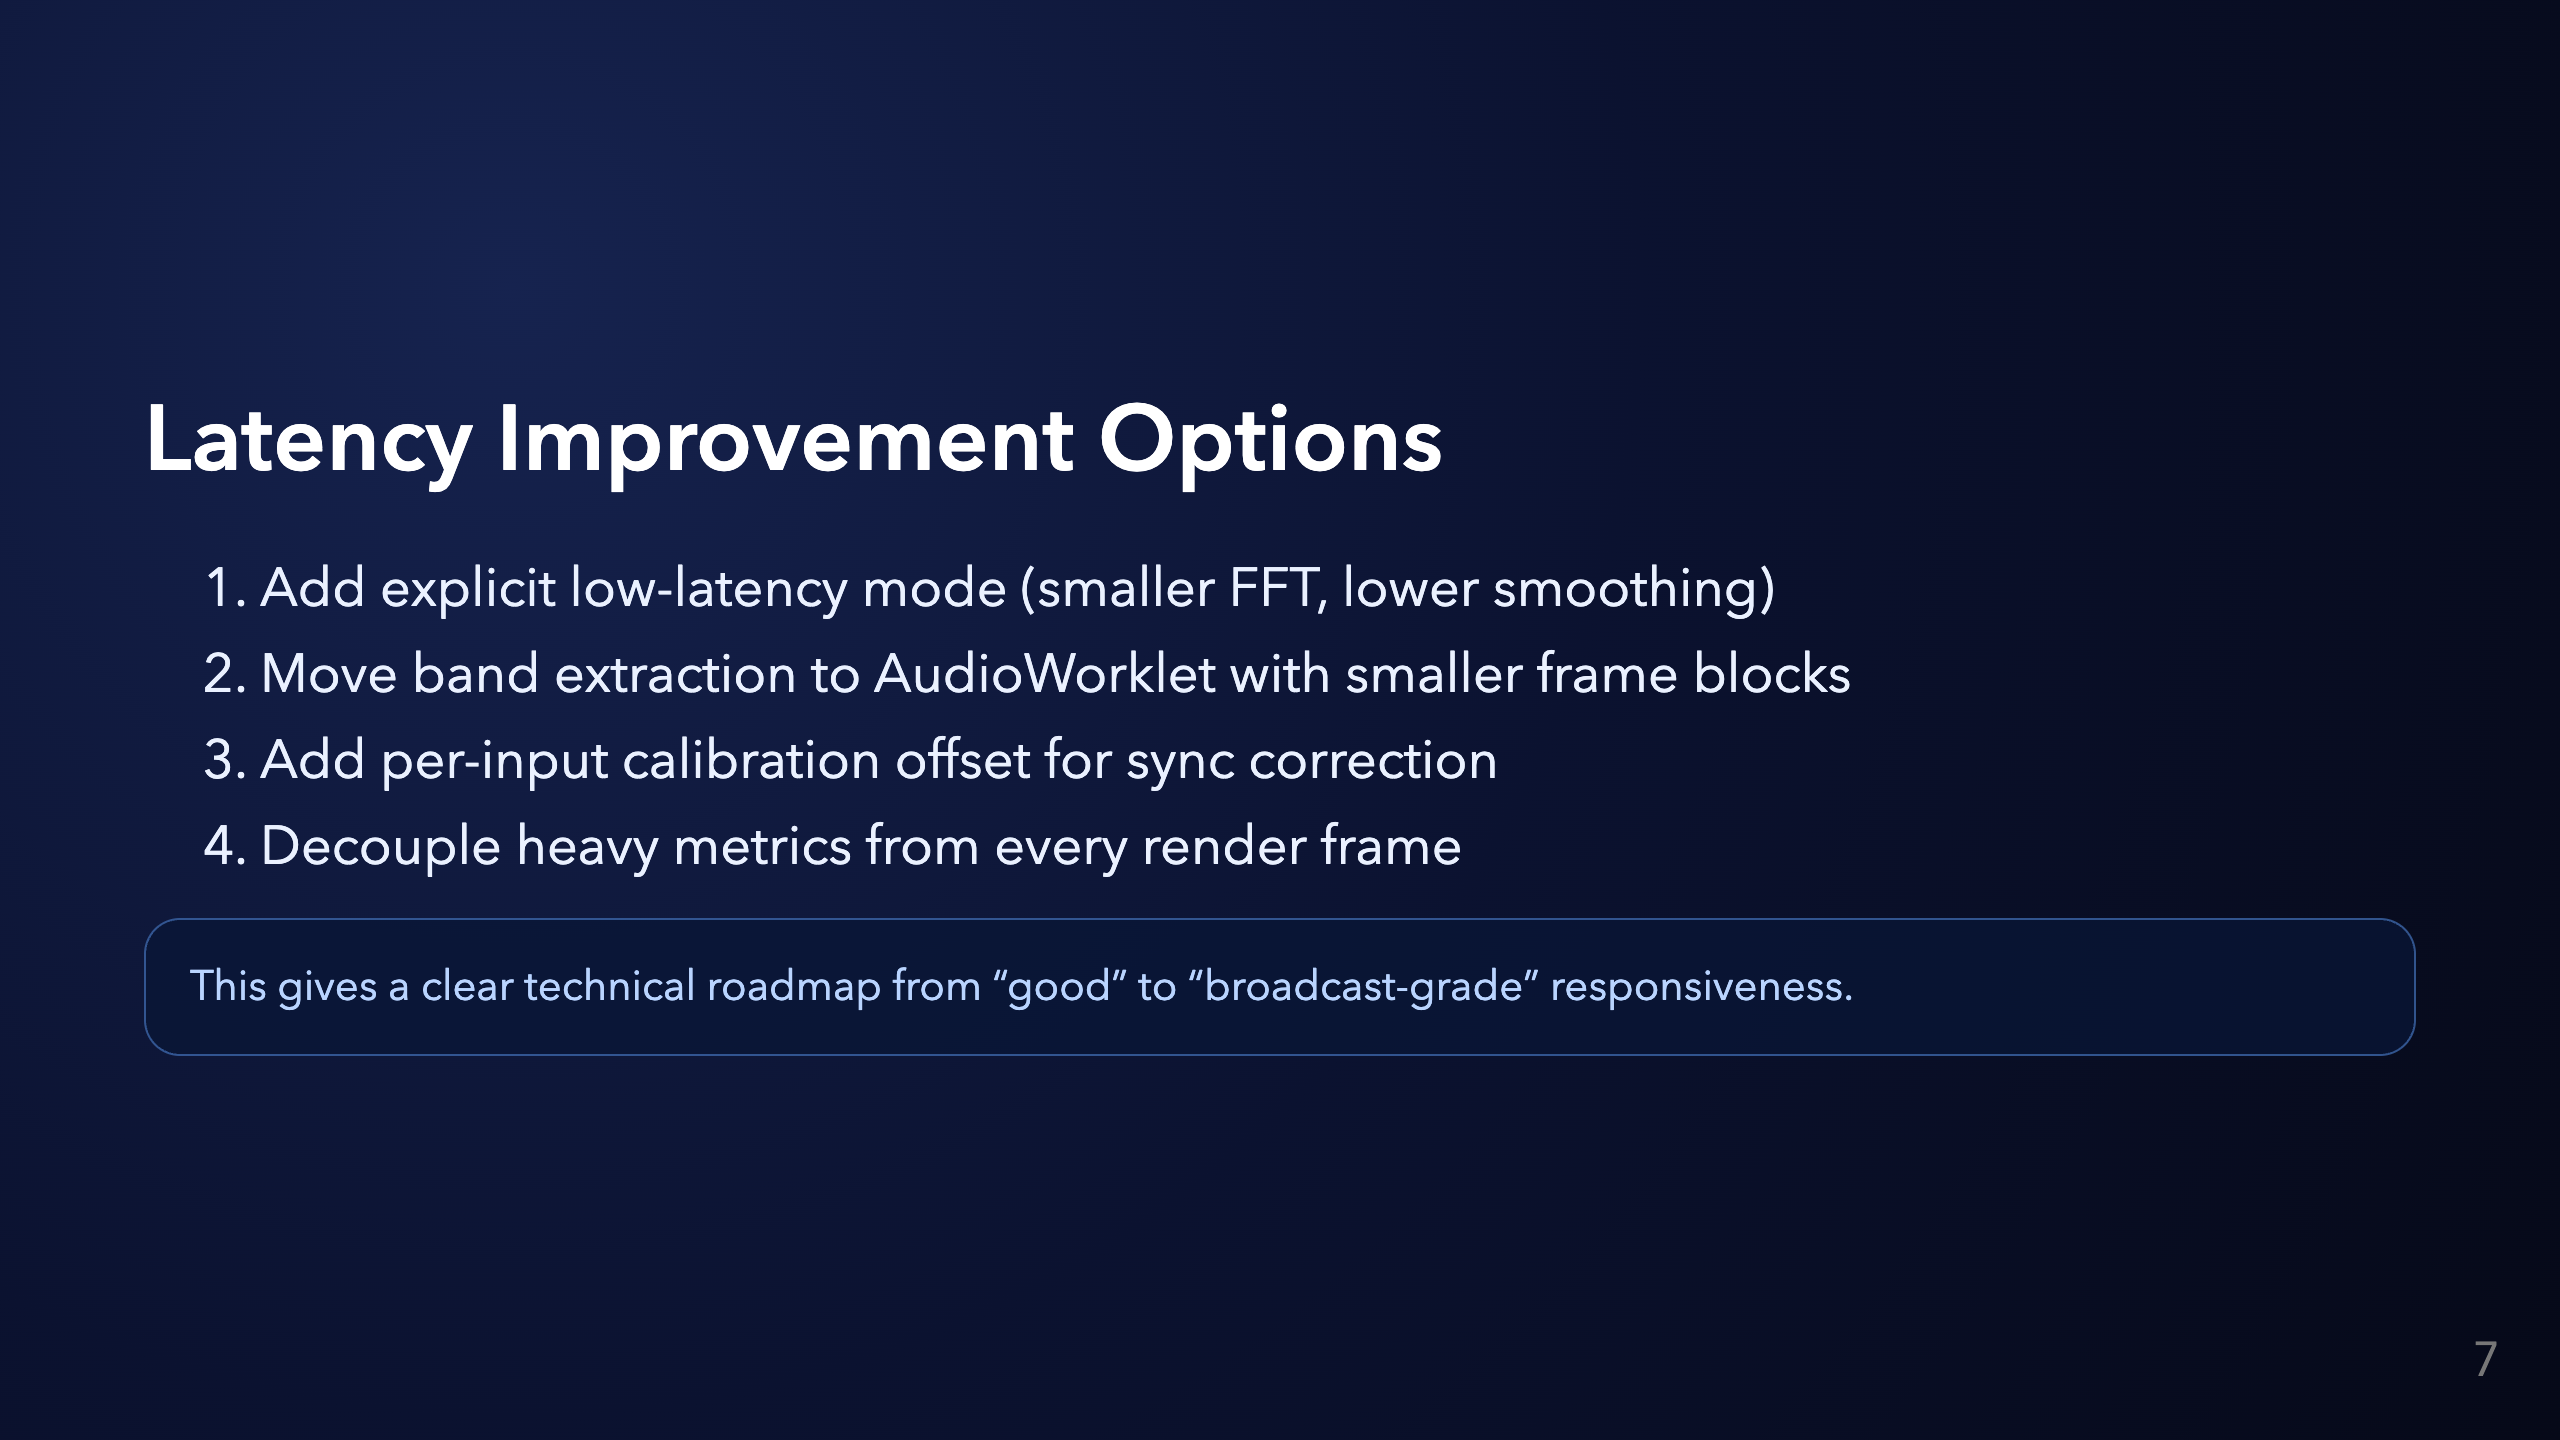 Latency Improvement Options
1. Add explicit low-latency mode (smaller FFT, lower smoothing)
2. Move band extraction to AudioWorklet with smaller frame blocks
3. Add per-input calibration offset for sync correction
4. Decouple heavy metrics from every render frame
This gives a clear technical roadmap from “good” to “broadcast-grade” responsiveness.
7